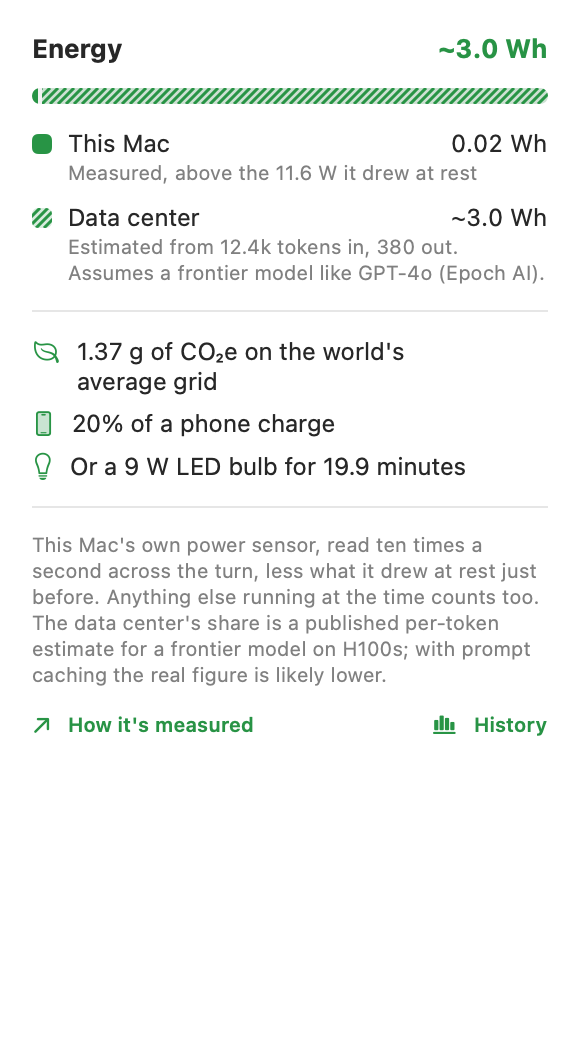 Energy ~3.0 Wh
This Mac 0.02 Wh
Measured, above the 11.6 W it drew at rest
Data center ~3.0 Wh
Estimated from 12.4k tokens in, 380 out.
Assumes a frontier model like GPT-4o (Epoch AI).
1.37 g of CO₂e on the world's
average grid
20% of a phone charge
Or a 9 W LED bulb for 19.9 minutes
This Mac's own power sensor, read ten times a
second across the turn, less what it drew at rest just
before. Anything else running at the time counts too.
The data center's share is a published per-token
estimate for a frontier model on H100s; with prompt
caching the real figure is likely lower.
How it's measured History